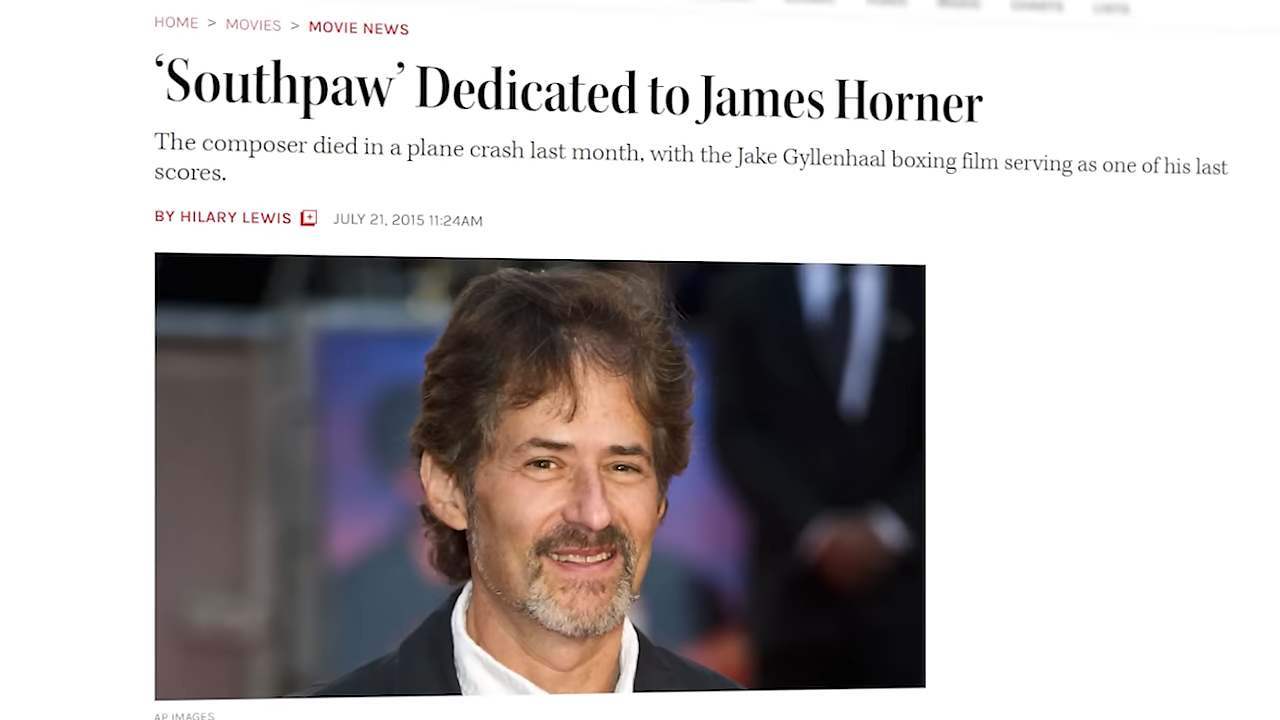 HOME > MOVIES > MOVIE NEWS
‘Southpaw’ Dedicated to James Horner
The composer died in a plane crash last month, with the Jake Gyllenhaal boxing film serving as one of his last
scores.
BY HILARY LEWIS JULY 21, 2015 11:24AM
AP IMAGES